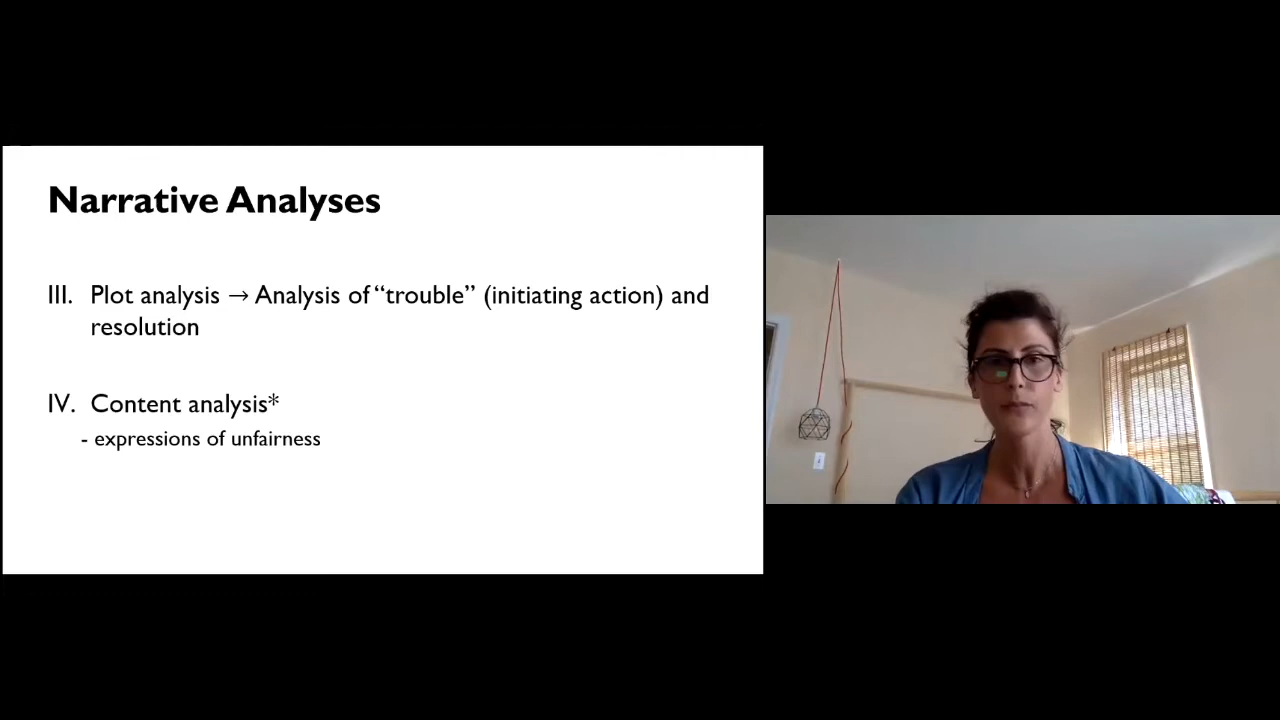 Narrative Analyses
III. Plot analysis → Analysis of “trouble” (initiating action) and
resolution
IV. Content analysis*
- expressions of unfairness